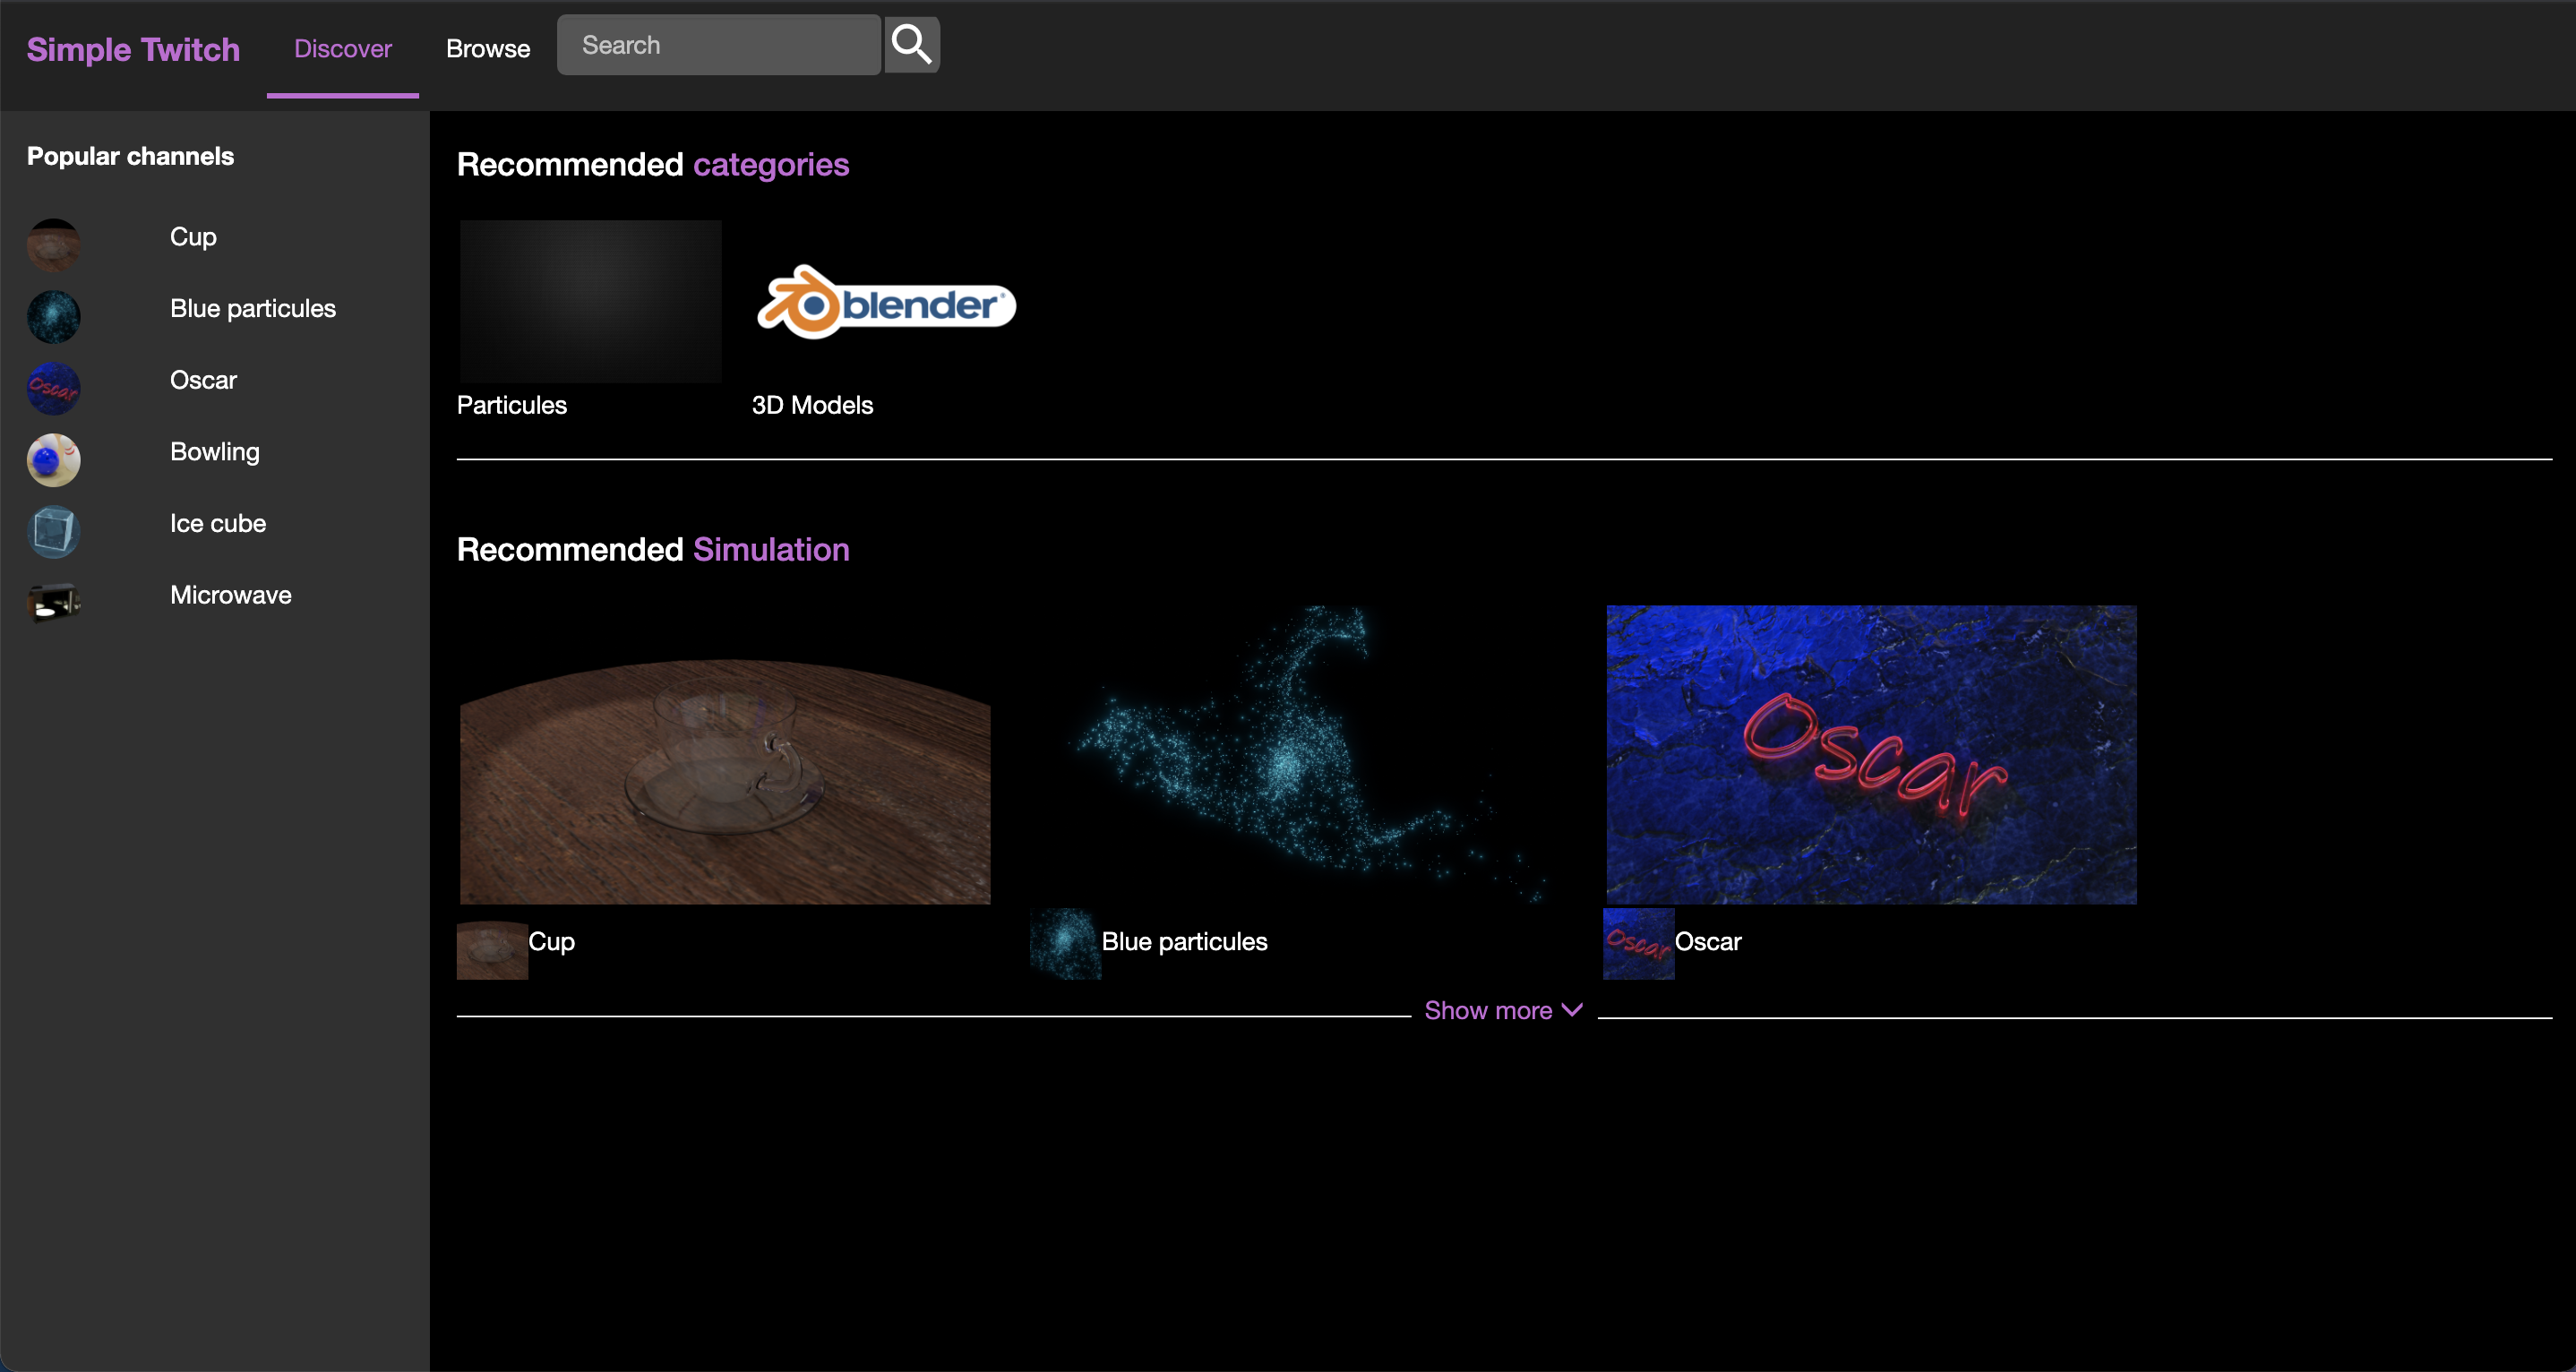 Simple Twitch Discover Browse Search
Popular channels
Cup
Blue particules
Oscar
Bowling
Ice cube
Microwave
Recommended categories
blender®
Particules 3D Models
Recommended Simulation
Oscar
Cup Blue particules Oscar
Show more